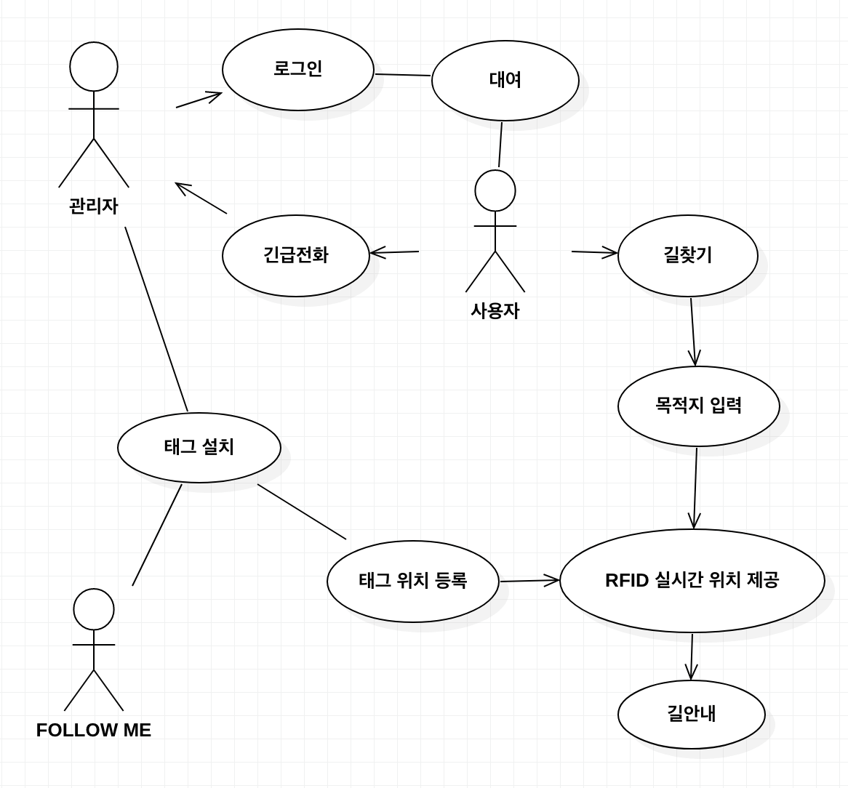 로그인
대여
관리자
긴급전화
길찾기
사용자
목적지 입력
태그 설치
태그 위치 등록
RFID 실시간 위치 제공
길안내
FOLLOW ME